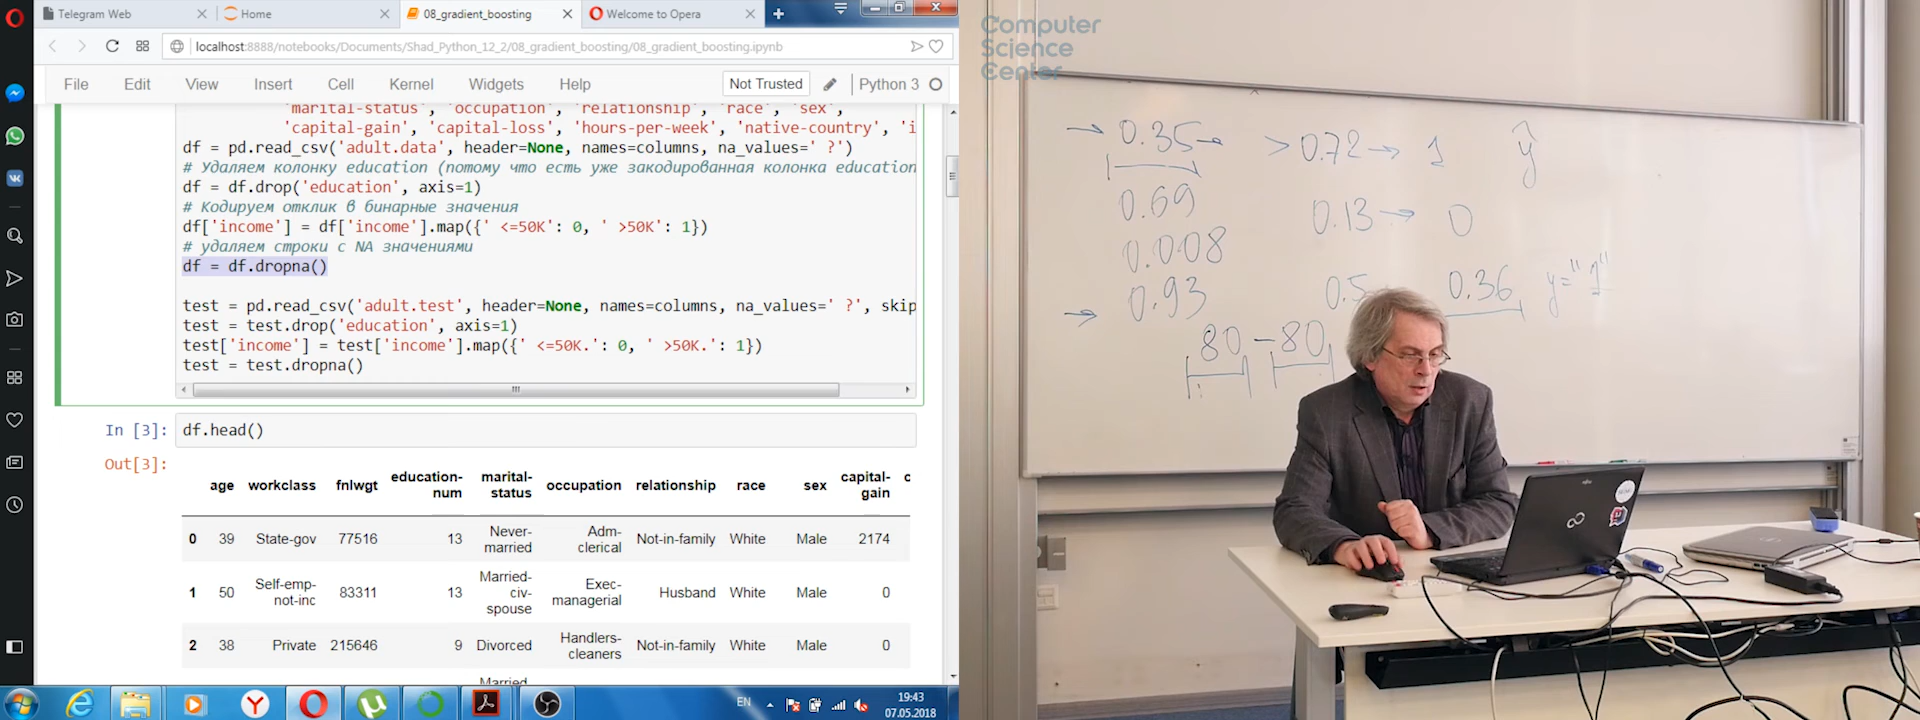 Telegram Web
Home
08_gradient_boosting
Welcome to Opera
localhost:8888/notebooks/Documents/Shad_Python_12_2/08_gradient_boosting/08_gradient_boosting.ipynb
File Edit View Insert Cell Kernel Widgets Help Not Trusted Python 3
'marital-status', 'occupation', 'relationship', 'race', 'sex',
'capital-gain', 'capital-loss', 'hours-per-week', 'native-country', 'i
df = pd.read_csv('adult.data', header=None, names=columns, na_values=' ?')
# Удаляем колонку education (потому что есть уже закодированная колонка education
df = df.drop('education', axis=1)
# Кодируем отклик в бинарные значения
df['income'] = df['income'].map({' <=50K': 0, ' >50K': 1})
# удаляем строки с NA значениями
df = df.dropna()
test = pd.read_csv('adult.test', header=None, names=columns, na_values=' ?', skip
test = test.drop('education', axis=1)
test['income'] = test['income'].map({' <=50K.': 0, ' >50K.': 1})
test = test.dropna()
In [3]: df.head()
Out[3]:
age workclass fnlwgt education-num marital-status occupation relationship race sex capital-gain c
0 39 State-gov 77516 13 Never-married Adm-clerical Not-in-family White Male 2174
1 50 Self-emp-not-inc 83311 13 Married-civ-spouse Exec-managerial Husband White Male 0
2 38 Private 215646 9 Divorced Handlers-cleaners Not-in-family White Male 0
Married
EN
19:43
07.05.2018
Computer
Science
Center
→ 0.35 → > 0.72 → 1 ŷ
0.69 0.13 → 0
0.008
→ 0.93 0.5 0.36 y="1"
80 – 80
FUJITSU